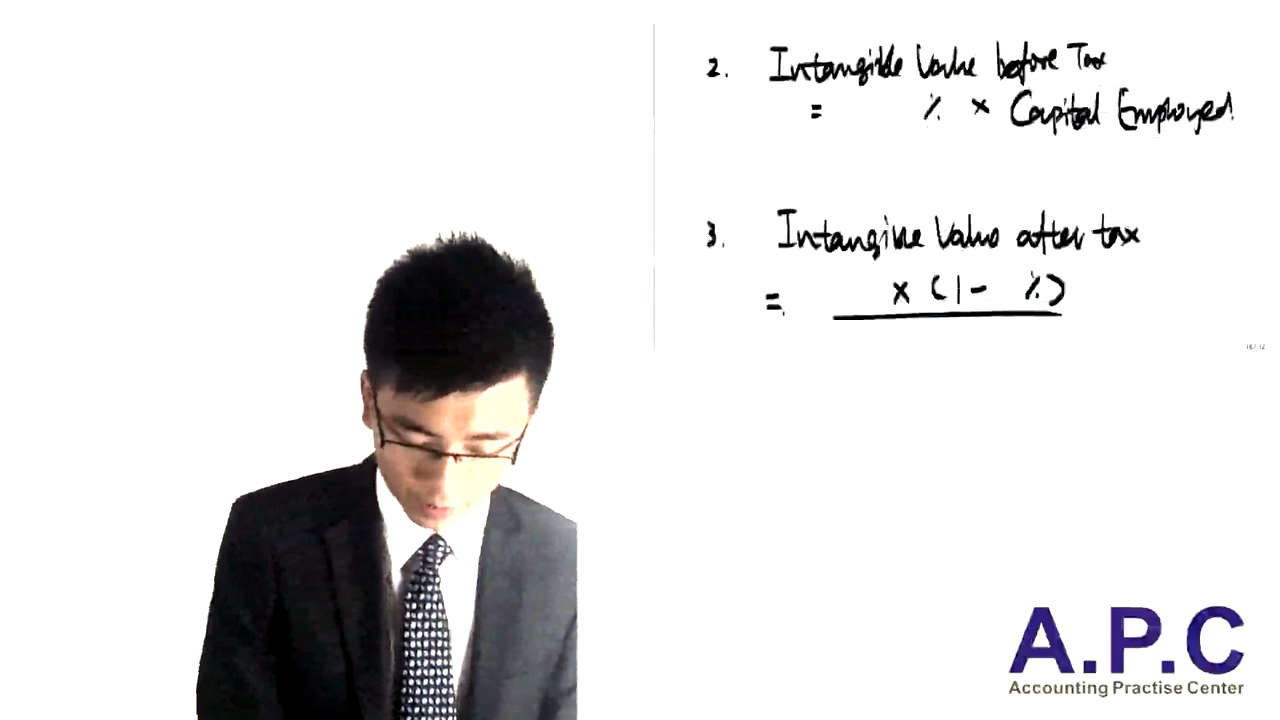 2. Intangible Value before Tax
= % × Capital Employed
3. Intangible Value after tax
= × (1 - %)
A.P.C
Accounting Practise Center